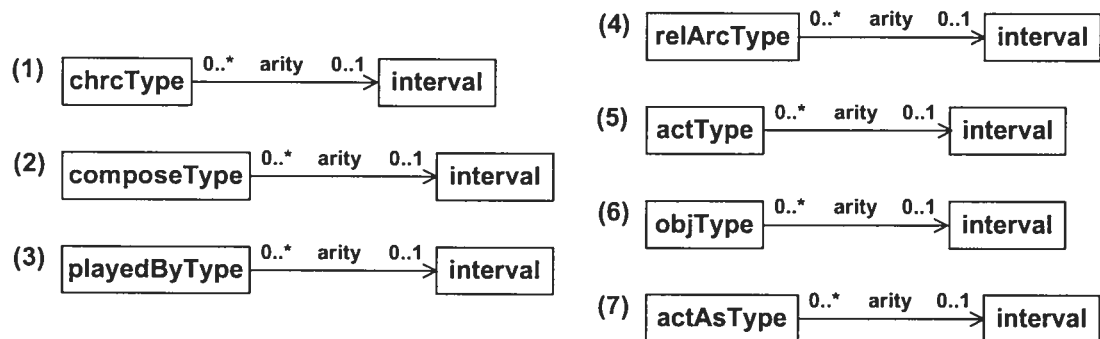 (1) chrcType 0..* arity 0..1 interval
(2) composeType 0..* arity 0..1 interval
(3) playedByType 0..* arity 0..1 interval
(4) relArcType 0..* arity 0..1 interval
(5) actType 0..* arity 0..1 interval
(6) objType 0..* arity 0..1 interval
(7) actAsType 0..* arity 0..1 interval